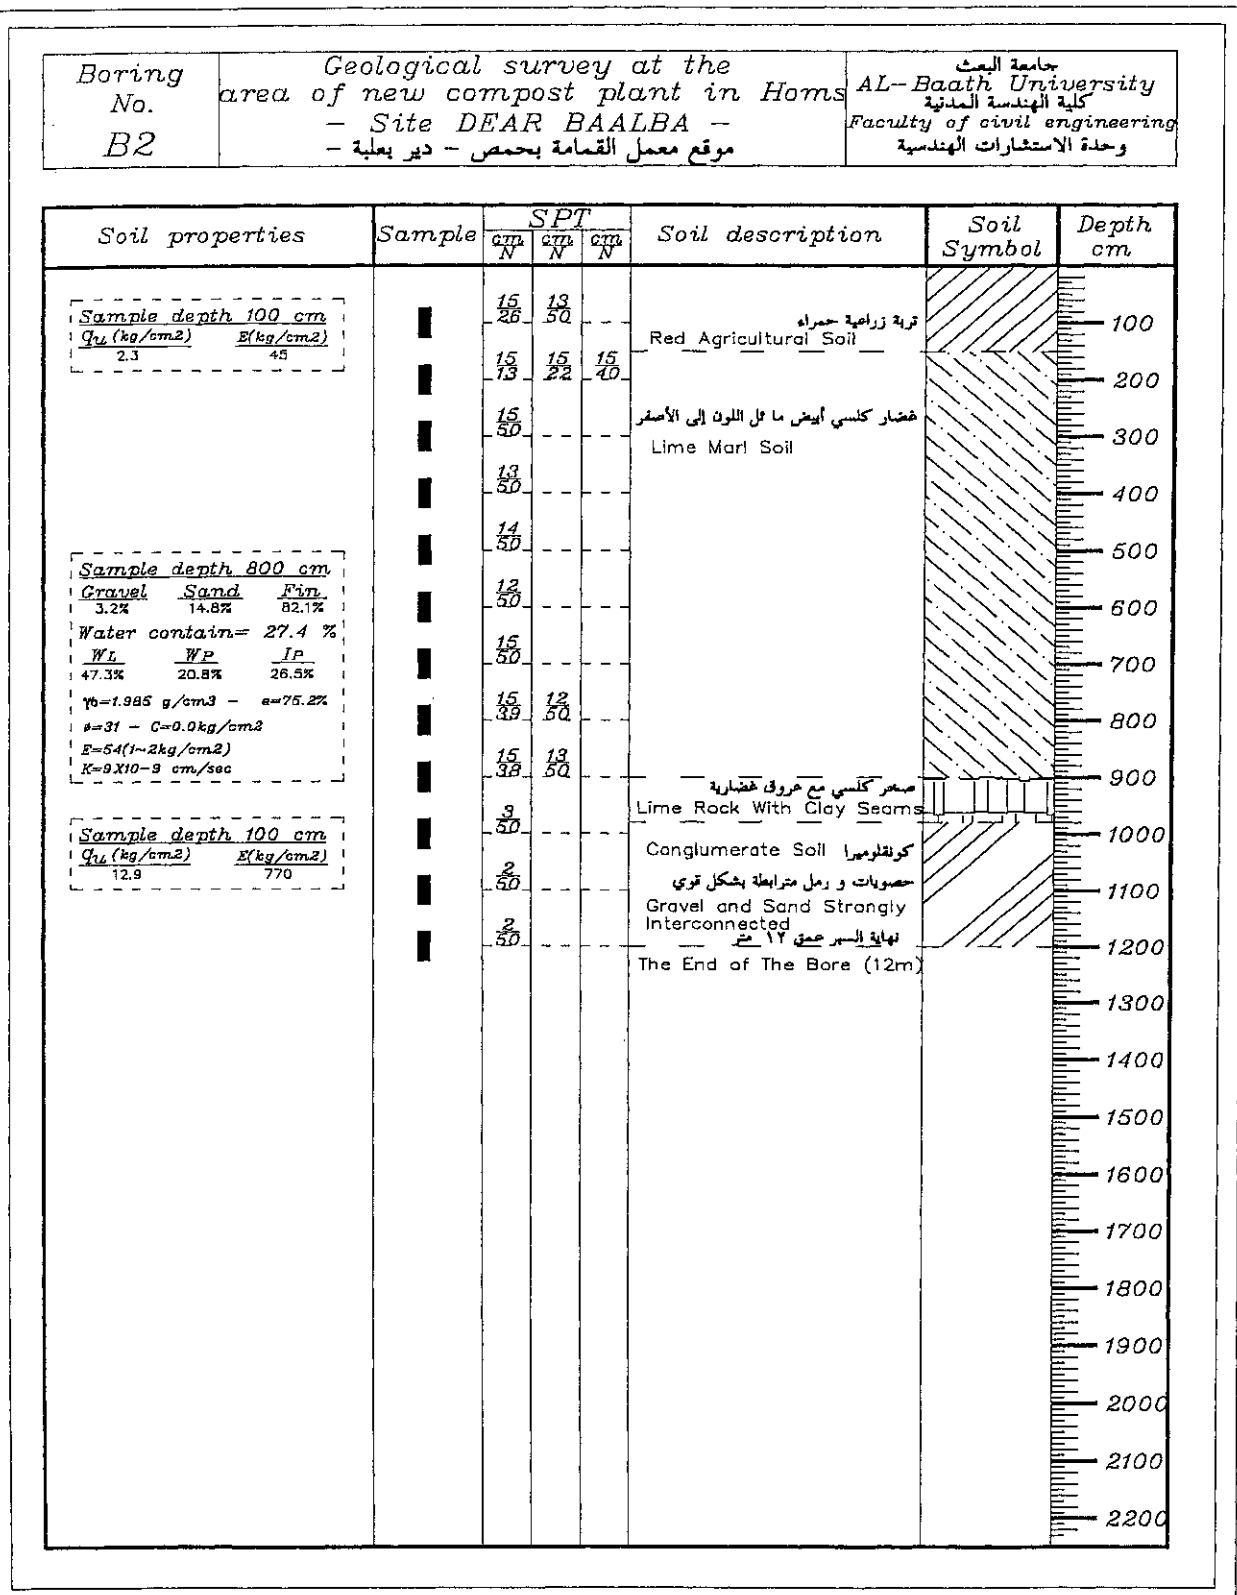 Boring
No.
B2
Geological survey at the
area of new compost plant in Homs
- Site DEAR BAALBA -
موقع معمل القمامة بحمص - دير بعلبة -
جامعة البعث
AL--Baath University
كلية الهندسة المدنية
Faculty of civil engineering
وحدة الاستشارات الهندسية
Soil properties
Sample
SPT
cm cm cm
N N N
Soil description
Soil
Symbol
Depth
cm
Sample depth 100 cm
qu (kg/cm2) E(kg/cm2)
2.3 45
15 13
26 50
تربة زراعية حمراء
Red Agricultural Soil
100
15 15 15
13 22 40
200
15
50
غضار كلسي أبيض ما ئل اللون إلى الأصفر
Lime Marl Soil
300
13
50
400
14
50
500
Sample depth 800 cm
Gravel Sand Fin
3.2% 14.8% 82.1%
Water contain= 27.4 %
WL WP IP
47.3% 20.8% 26.5%
γb=1.985 g/cm3 - e=75.2%
ø=31 - C=0.0kg/cm2
E=54(1~2kg/cm2)
K=9X10-9 cm/sec
12
50
600
15
50
700
15 12
39 50
800
15 13
38 50
900
صخر كلسي مع عروق غضارية
Lime Rock With Clay Seams
Sample depth 100 cm
qu (kg/cm2) E(kg/cm2)
12.9 770
3
50
1000
Conglumerate Soil كونغلوميرا
حصويات و رمل مترابطة بشكل قوي
2
50
1100
Gravel and Sand Strongly
Interconnected
نهاية السبر عمق ١٢ متر
2
50
1200
The End of The Bore (12m)
1300
1400
1500
1600
1700
1800
1900
2000
2100
2200